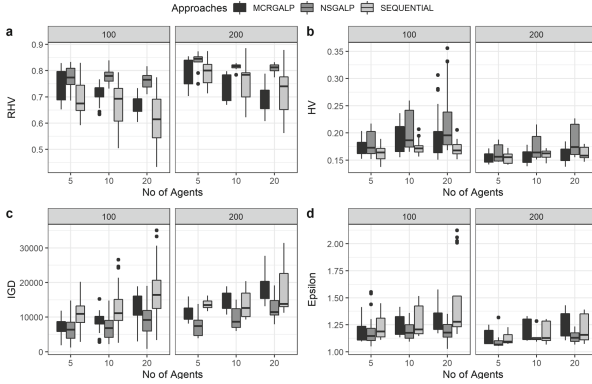 Approaches MCRGALP NSGALP SEQUENTIAL
a
100 200
0.9
0.8
0.7
0.6
0.5
RHV
5 10 20 5 10 20
No of Agents
b
100 200
0.35
0.30
0.25
0.20
0.15
HV
5 10 20 5 10 20
No of Agents
c
100 200
30000
20000
10000
0
IGD
5 10 20 5 10 20
No of Agents
d
100 200
2.00
1.75
1.50
1.25
1.00
Epsilon
5 10 20 5 10 20
No of Agents